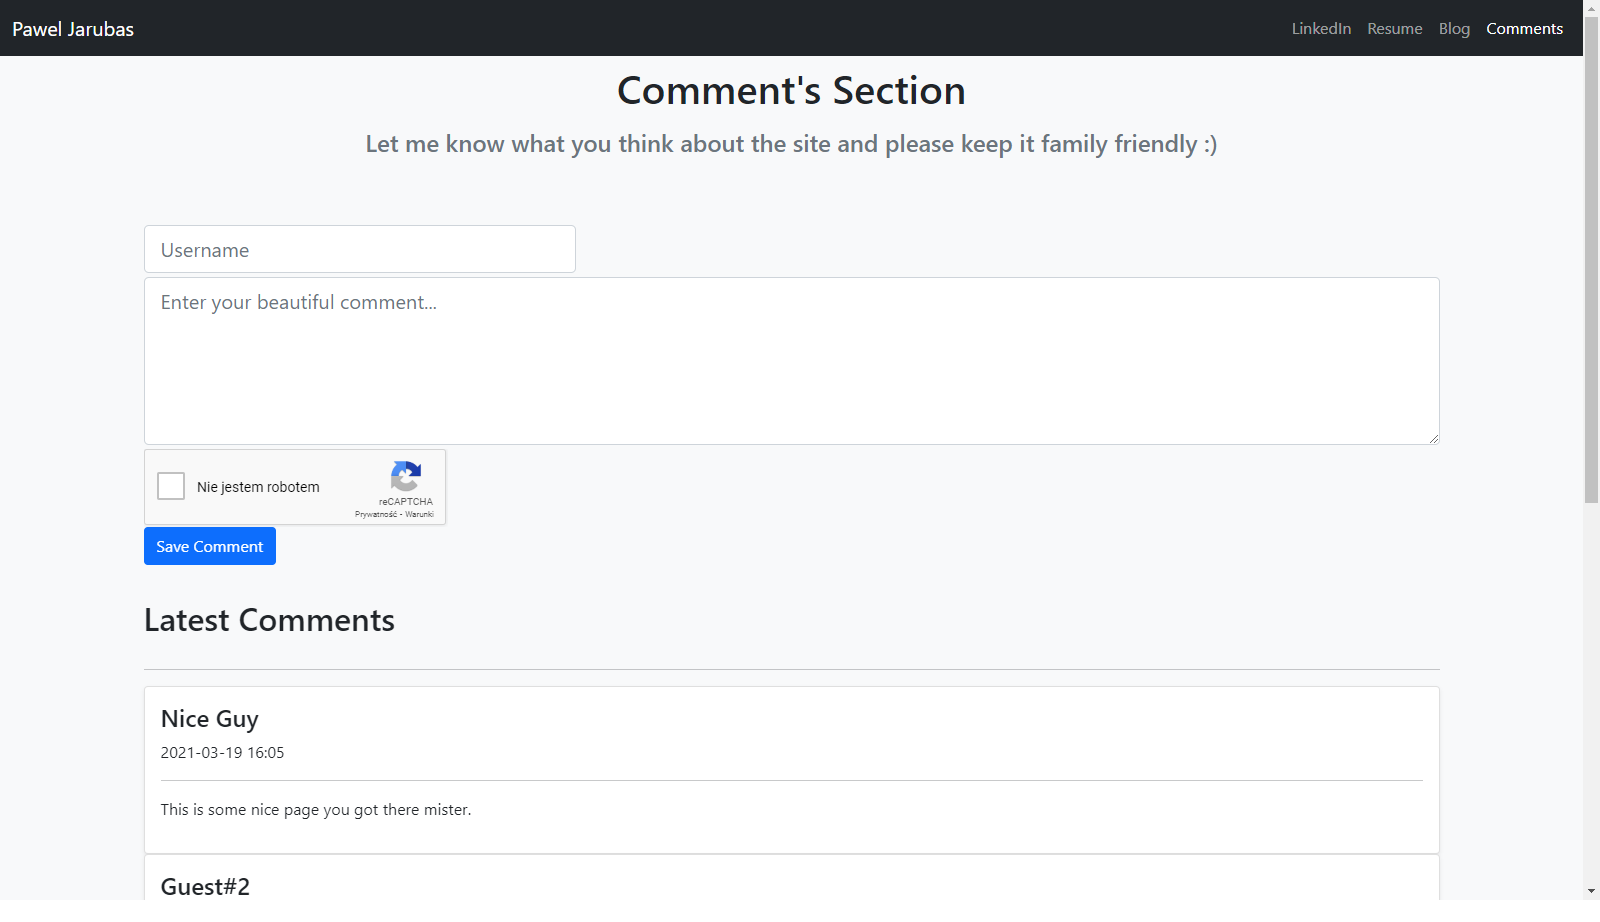 Pawel Jarubas
LinkedIn Resume Blog Comments
Comment's Section
Let me know what you think about the site and please keep it family friendly :)
Username
Enter your beautiful comment...
Nie jestem robotem
reCAPTCHA
Prywatność - Warunki
Save Comment
Latest Comments
Nice Guy
2021-03-19 16:05
This is some nice page you got there mister.
Guest#2